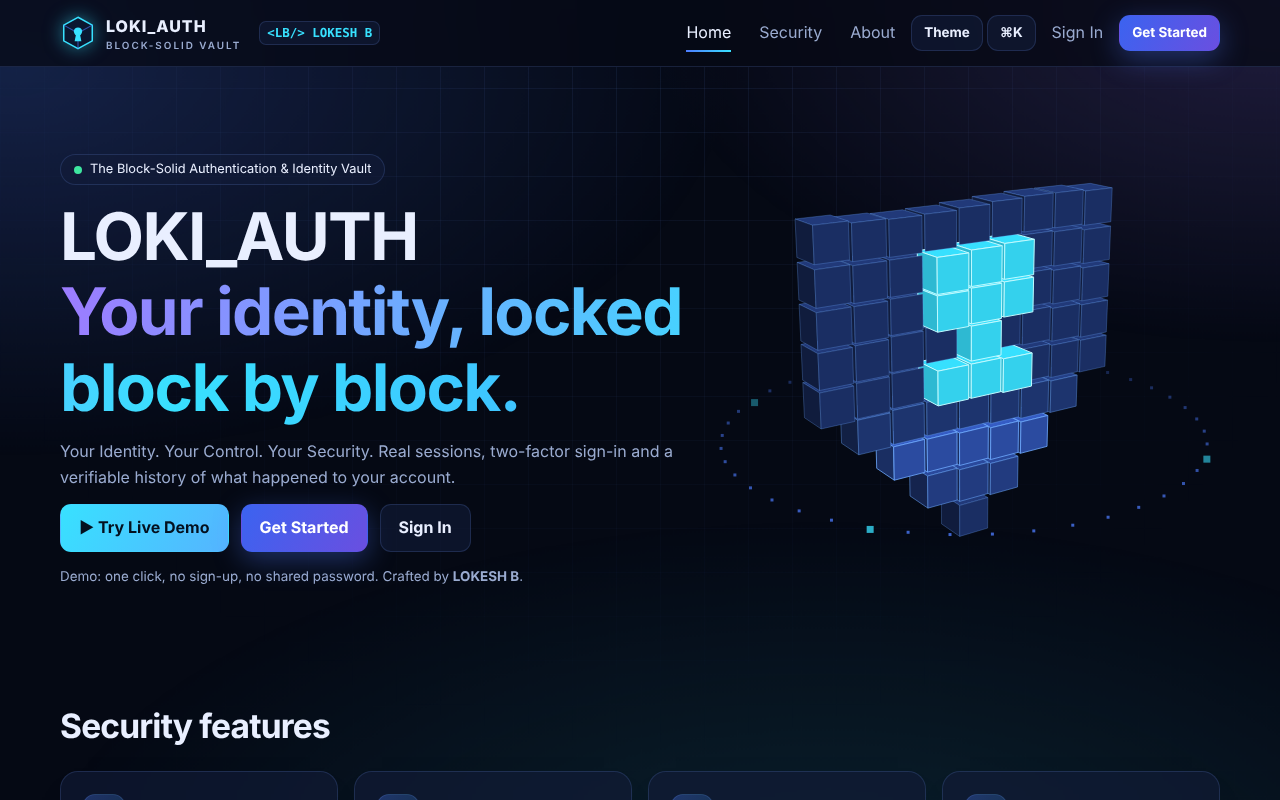 LOKI_AUTH
BLOCK-SOLID VAULT
<LB/> LOKESH B
Home
Security
About
Theme
⌘K
Sign In
Get Started
The Block-Solid Authentication & Identity Vault
LOKI_AUTH
Your identity, locked
block by block.
Your Identity. Your Control. Your Security. Real sessions, two-factor sign-in and a
verifiable history of what happened to your account.
▶ Try Live Demo
Get Started
Sign In
Demo: one click, no sign-up, no shared password. Crafted by LOKESH B.
Security features